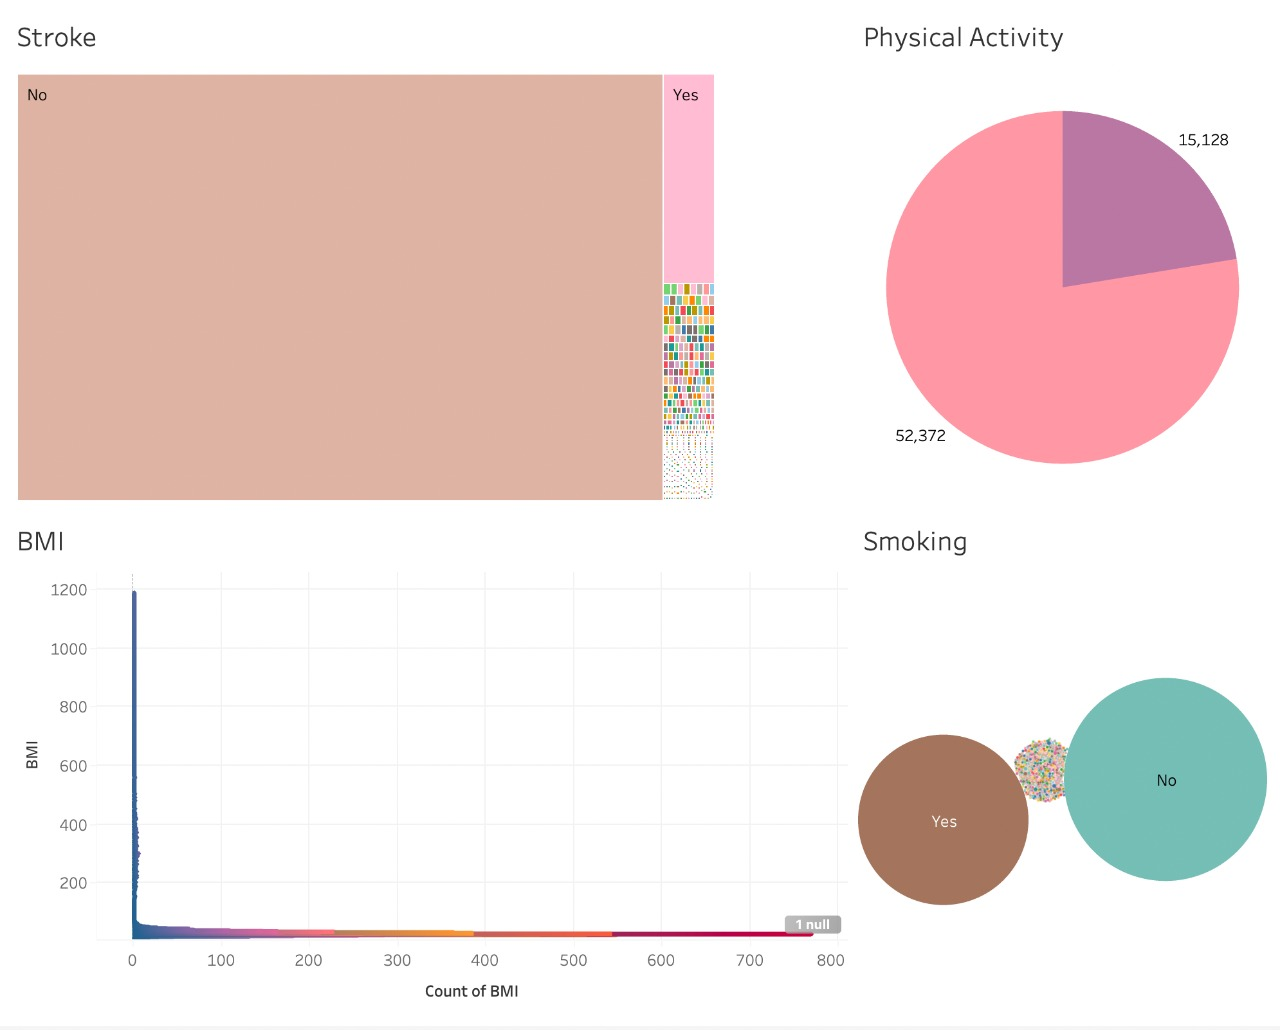 Stroke
No
Yes
Physical Activity
15,128
52,372
BMI
1200
1000
800
600
400
200
BMI
1 null
0 100 200 300 400 500 600 700 800
Count of BMI
Smoking
Yes
No